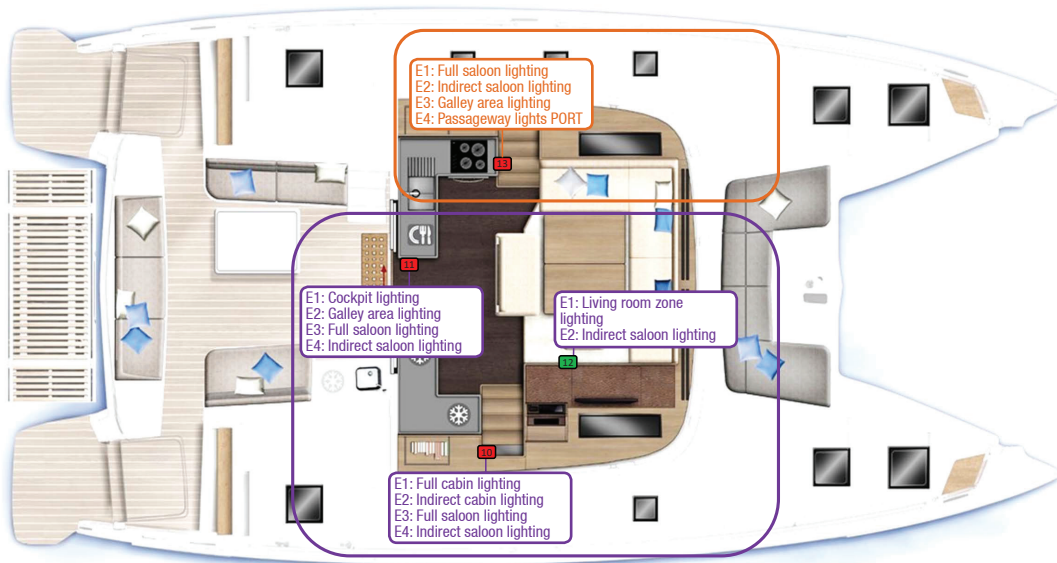 E1: Full saloon lighting
E2: Indirect saloon lighting
E3: Galley area lighting
E4: Passageway lights PORT
13
11
E1: Cockpit lighting
E2: Galley area lighting
E3: Full saloon lighting
E4: Indirect saloon lighting
E1: Living room zone
lighting
E2: Indirect saloon lighting
12
10
E1: Full cabin lighting
E2: Indirect cabin lighting
E3: Full saloon lighting
E4: Indirect saloon lighting